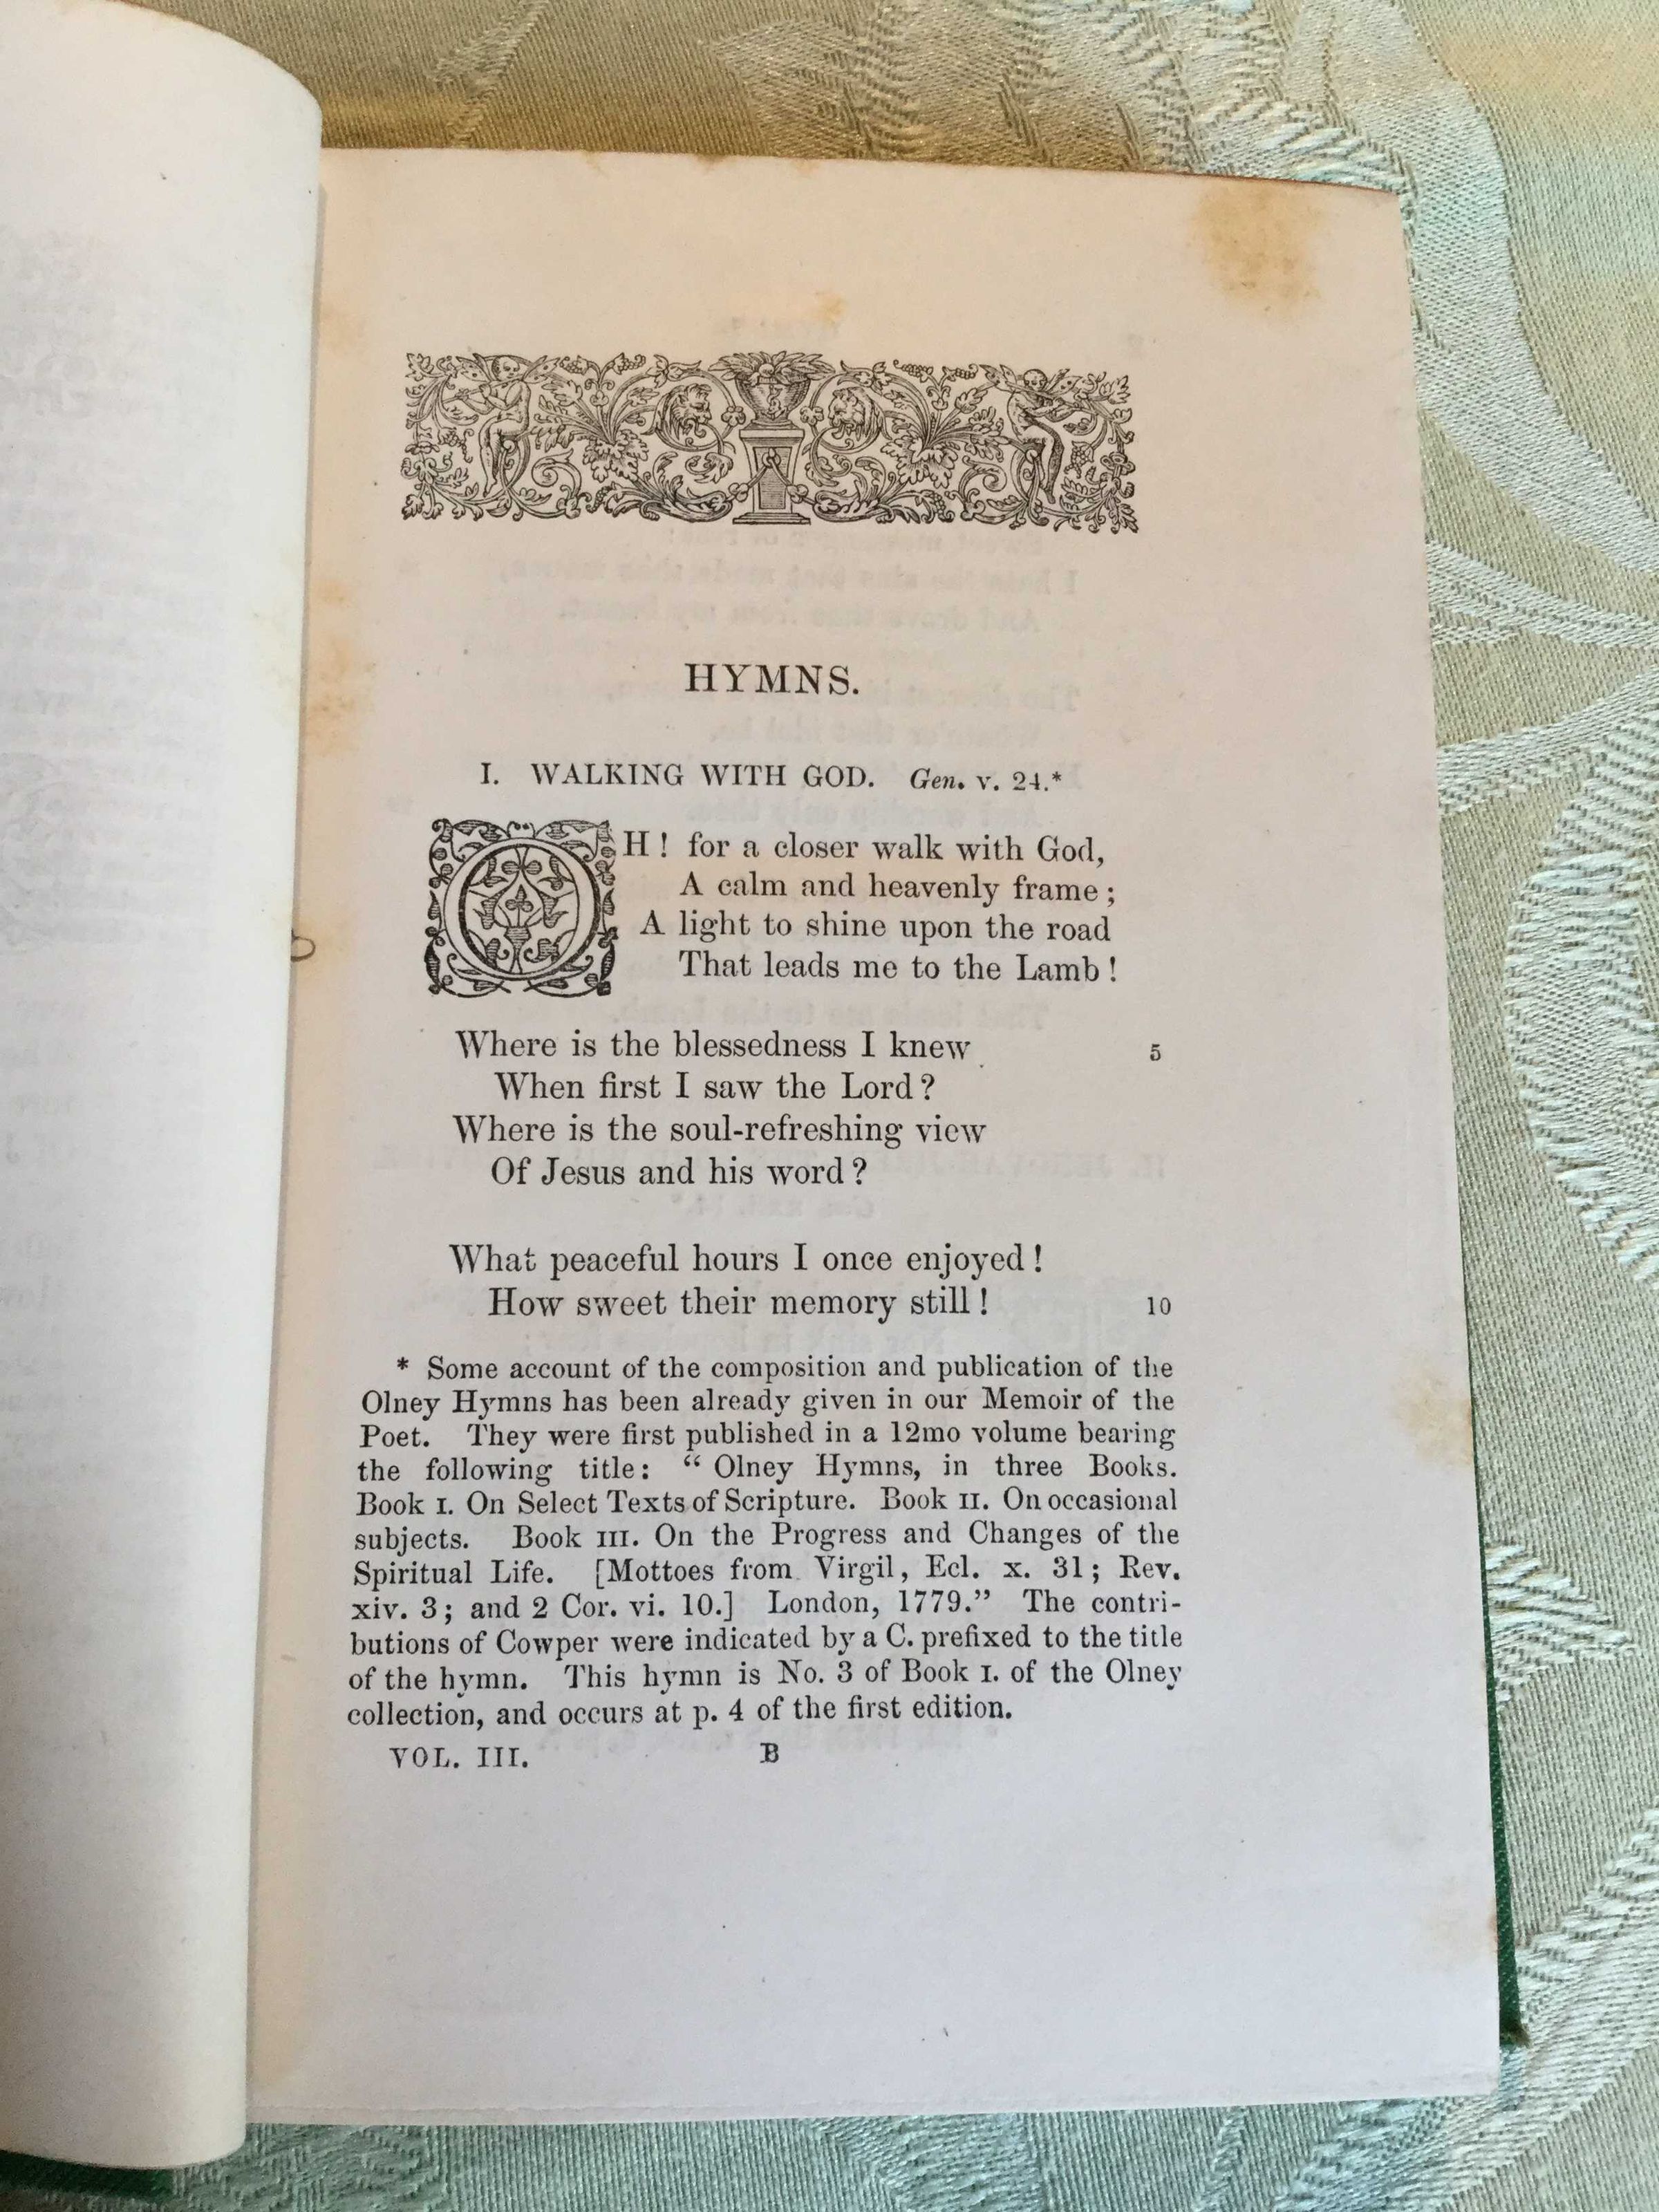 HYMNS.
I. WALKING WITH GOD. Gen. v. 24.*
OH! for a closer walk with God,
A calm and heavenly frame;
A light to shine upon the road
That leads me to the Lamb!
Where is the blessedness I knew 5
When first I saw the Lord?
Where is the soul-refreshing view
Of Jesus and his word?
What peaceful hours I once enjoyed!
How sweet their memory still! 10
* Some account of the composition and publication of the
Olney Hymns has been already given in our Memoir of the
Poet. They were first published in a 12mo volume bearing
the following title: “Olney Hymns, in three Books.
Book I. On Select Texts of Scripture. Book II. On occasional
subjects. Book III. On the Progress and Changes of the
Spiritual Life. [Mottoes from Virgil, Ecl. x. 31; Rev.
xiv. 3; and 2 Cor. vi. 10.] London, 1779.” The contri-
butions of Cowper were indicated by a C. prefixed to the title
of the hymn. This hymn is No. 3 of Book I. of the Olney
collection, and occurs at p. 4 of the first edition.
VOL. III. B